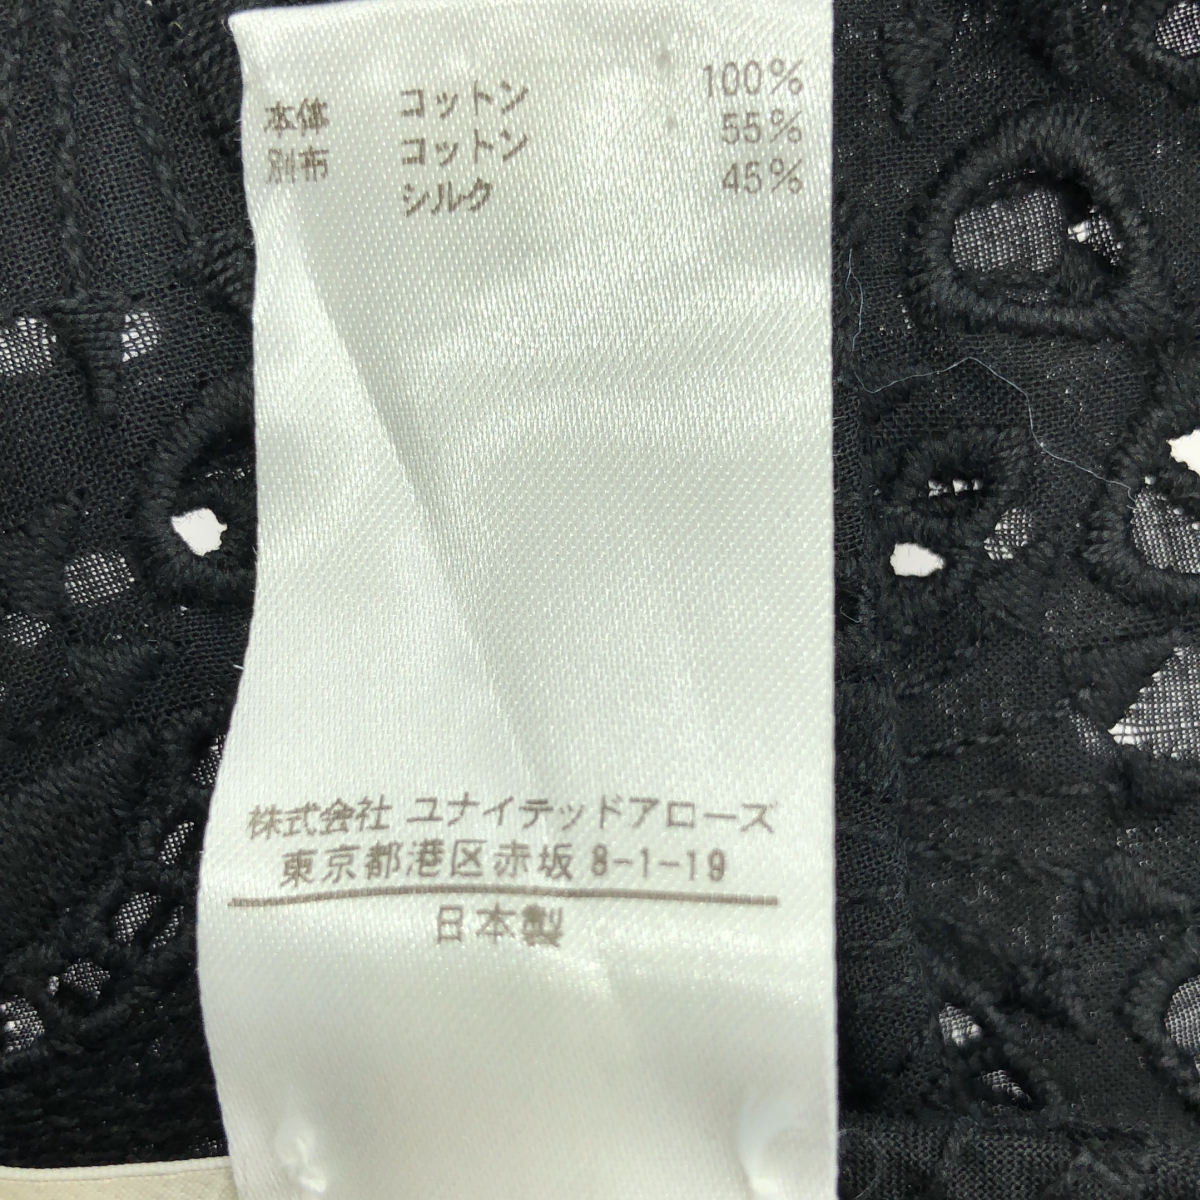 本体 コットン 100%
別布 コットン 55%
シルク 45%
株式会社 ユナイテッドアローズ
東京都港区赤坂 8-1-19
日本製